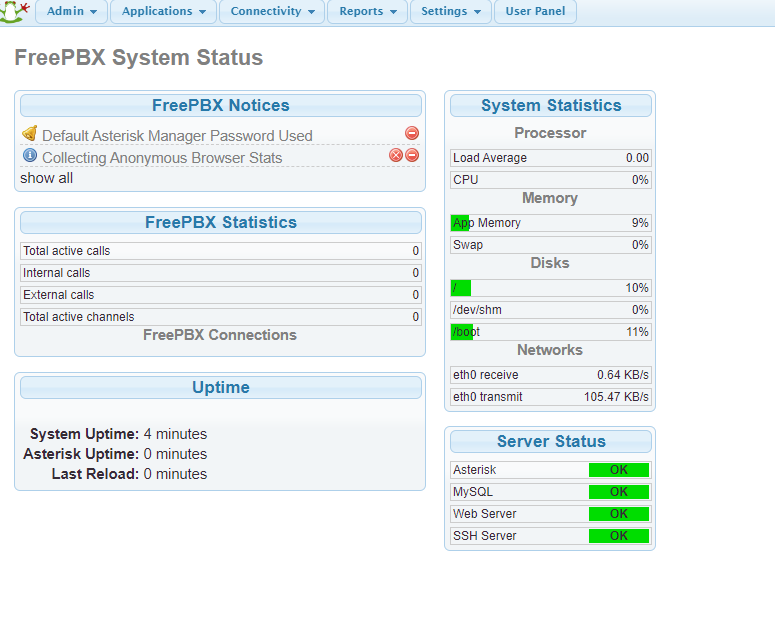 Admin Applications Connectivity Reports Settings User Panel
FreePBX System Status
FreePBX Notices
Default Asterisk Manager Password Used
Collecting Anonymous Browser Stats
show all
FreePBX Statistics
Total active calls 0
Internal calls 0
External calls 0
Total active channels 0
FreePBX Connections
Uptime
System Uptime: 4 minutes
Asterisk Uptime: 0 minutes
Last Reload: 0 minutes
System Statistics
Processor
Load Average 0.00
CPU 0%
Memory
App Memory 9%
Swap 0%
Disks
/ 10%
/dev/shm 0%
/boot 11%
Networks
eth0 receive 0.64 KB/s
eth0 transmit 105.47 KB/s
Server Status
Asterisk OK
MySQL OK
Web Server OK
SSH Server OK